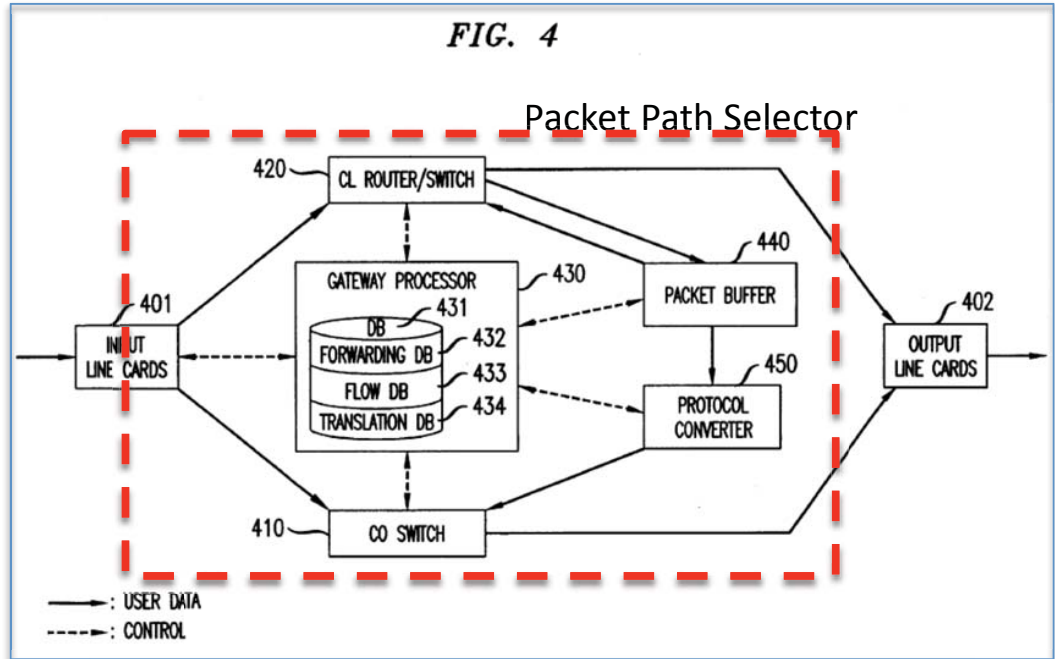 FIG. 4
Packet Path Selector
420
CL ROUTER/SWITCH
440
PACKET BUFFER
430
GATEWAY PROCESSOR
431
DB
432
FORWARDING DB
433
FLOW DB
434
TRANSLATION DB
401
INPUT
LINE CARDS
402
OUTPUT
LINE CARDS
450
PROTOCOL
CONVERTER
410
CO SWITCH
: USER DATA
: CONTROL